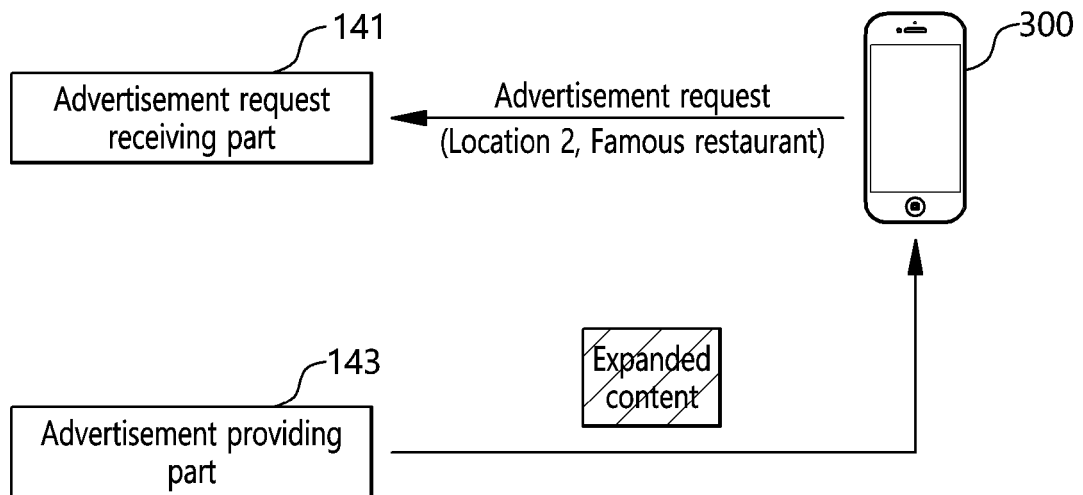 141
300
Advertisement request
receiving part
Advertisement request
(Location 2, Famous restaurant)
Expanded
content
143
Advertisement providing
part